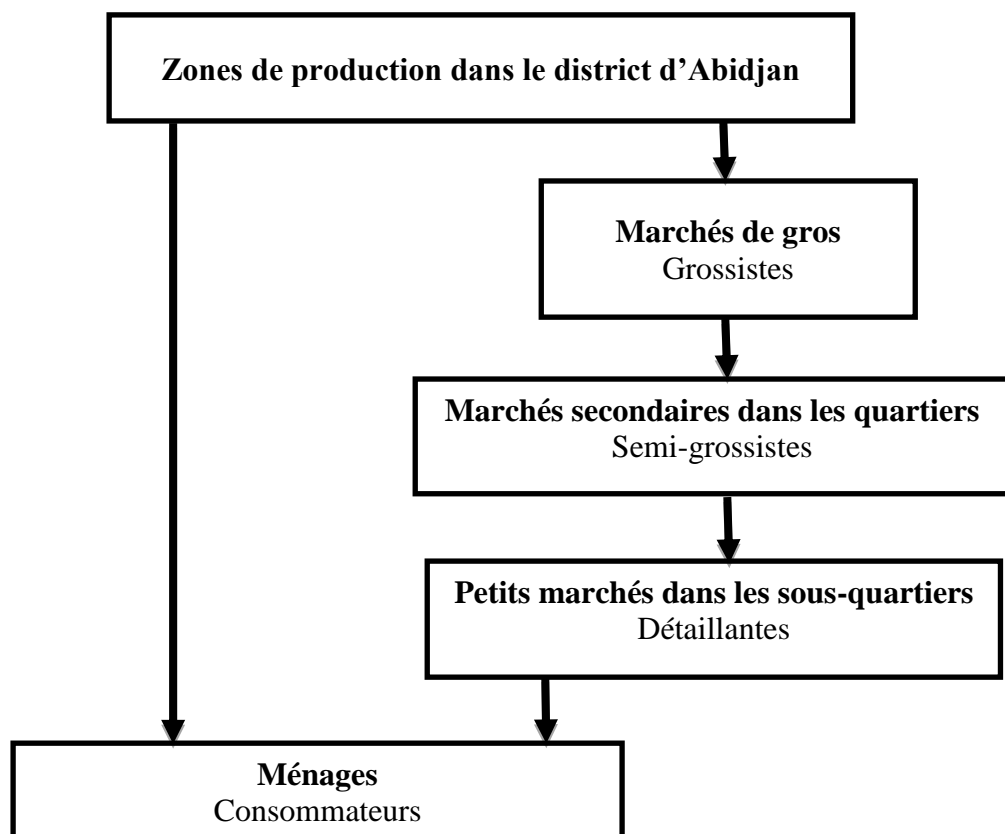 Zones de production dans le district d’Abidjan
Marchés de gros
Grossistes
Marchés secondaires dans les quartiers
Semi-grossistes
Petits marchés dans les sous-quartiers
Détaillantes
Ménages
Consommateurs